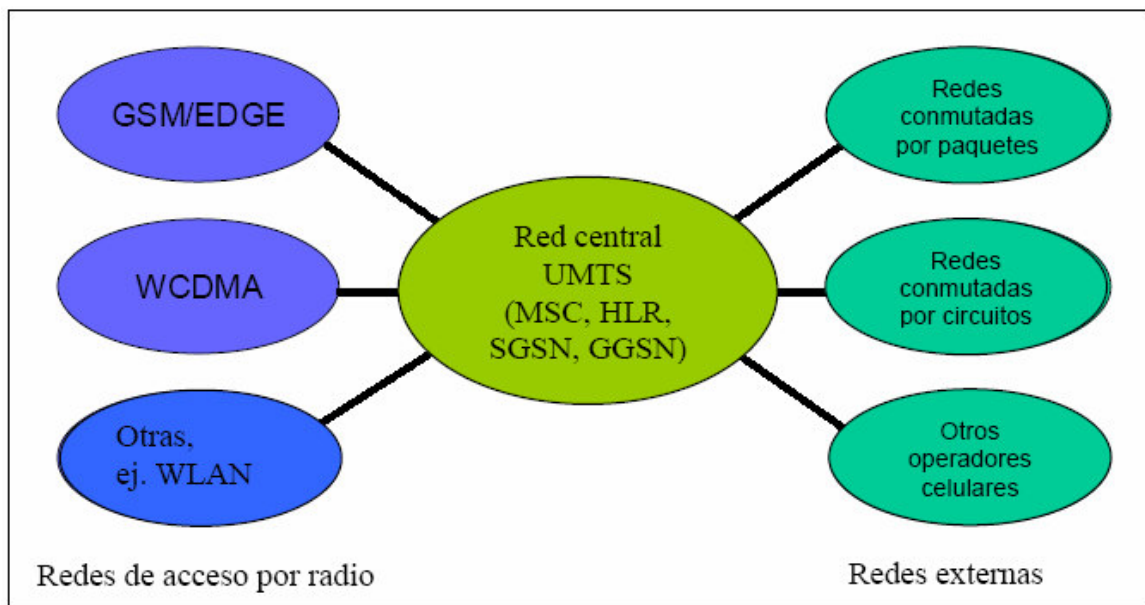 GSM/EDGE
WCDMA
Otras,
ej. WLAN
Redes de acceso por radio
Red central
UMTS
(MSC, HLR,
SGSN, GGSN)
Redes
conmutadas
por paquetes
Redes
conmutadas
por circuitos
Otros
operadores
celulares
Redes externas